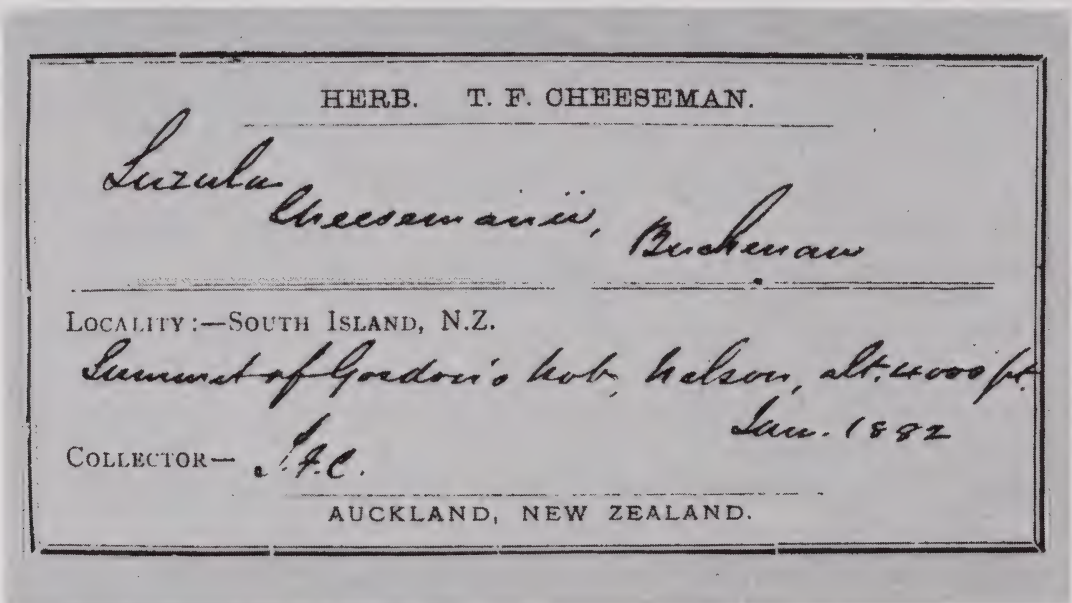 HERB. T. F. CHEESEMAN.
Luzula
Cheesemanii, Buchanan
LOCALITY:—SOUTH ISLAND, N.Z.
Summit of Gordon's Nob, Nelson, alt. 4000 ft.
Jan. 1882
COLLECTOR— T.F.C.
AUCKLAND, NEW ZEALAND.